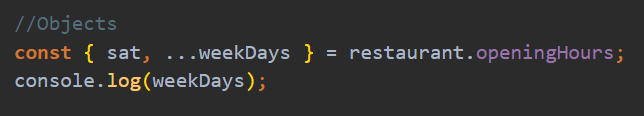 //Objects
const { sat, ...weekDays } = restaurant.openingHours;
console.log(weekDays);